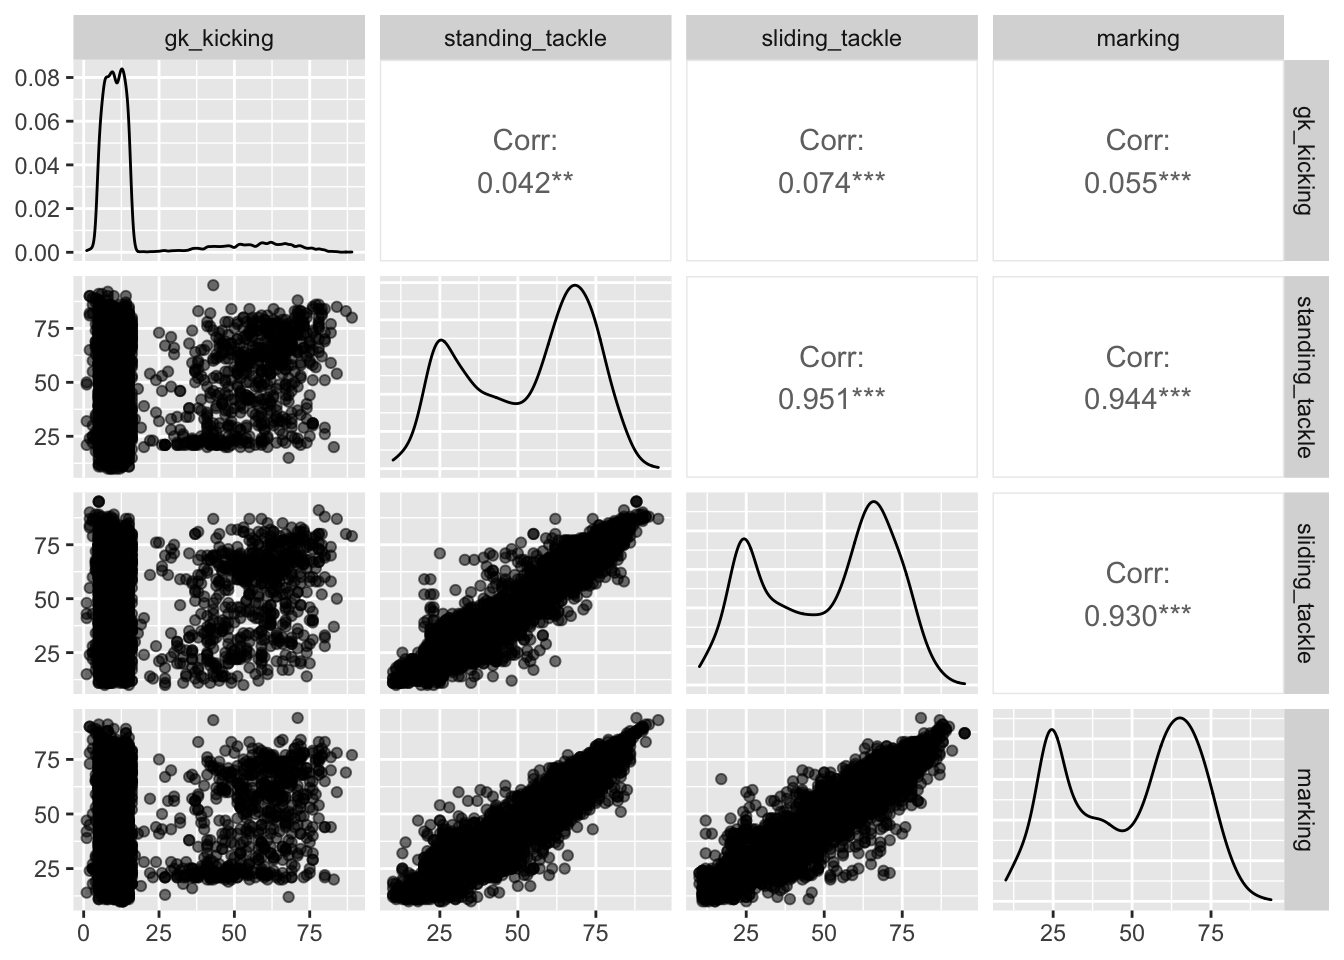 gk_kicking standing_tackle sliding_tackle marking
0.08
0.06
0.04
0.02
0.00
Corr:
0.042**
Corr:
0.074***
Corr:
0.055***
gk_kicking
75
50
25
Corr:
0.951***
Corr:
0.944***
standing_tackle
75
50
25
Corr:
0.930***
sliding_tackle
75
50
25
marking
0 25 50 75 25 50 75 25 50 75 25 50 75